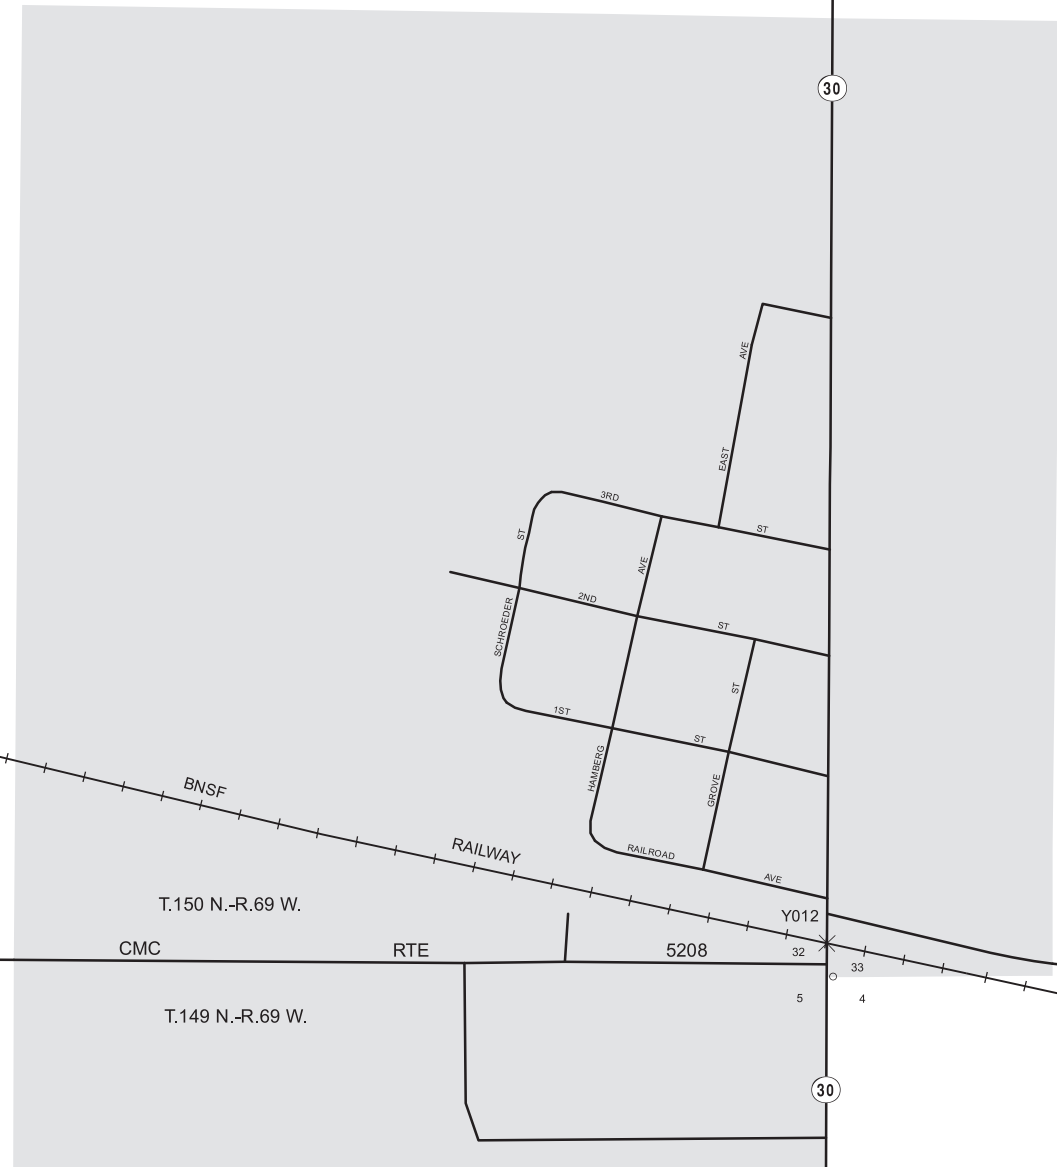 30
AVE
EAST
3RD
ST
ST
AVE
2ND
ST
SCHROEDER
ST
1ST
ST
HAMBERG
GROVE
BNSF
RAILWAY
RAILROAD
AVE
T.150 N.-R.69 W.
Y012
CMC RTE 5208
32
33
5
4
T.149 N.-R.69 W.
30